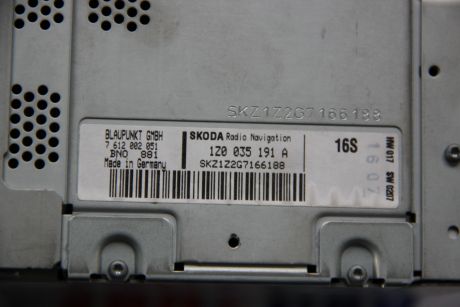 SKZ1Z2G7166188
BLAUPUNKT GMBH
7 612 002 051
BNO 881
Made in Germany
SKODA Radio Navigation
1Z0 035 191 A
SKZ1Z2G7166188
16S
HW 017 SW 0207